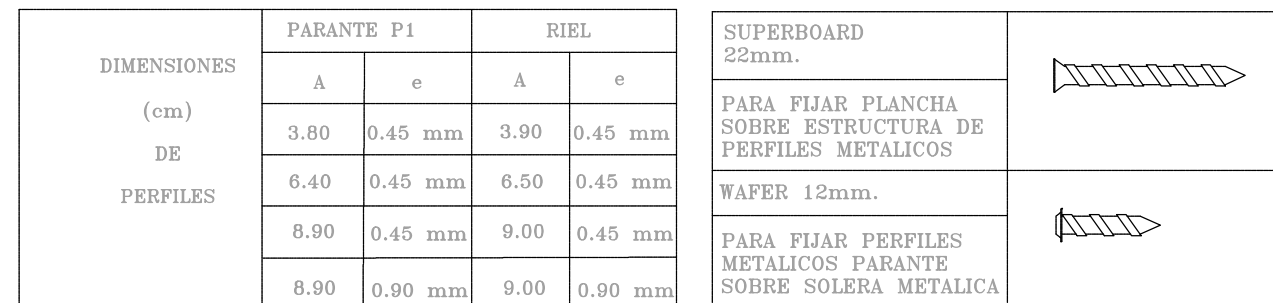 DIMENSIONES
(cm)
DE
PERFILES
PARANTE P1 RIEL
A e A e
3.80 0.45 mm 3.90 0.45 mm
6.40 0.45 mm 6.50 0.45 mm
8.90 0.45 mm 9.00 0.45 mm
8.90 0.90 mm 9.00 0.90 mm
SUPERBOARD
22mm.
PARA FIJAR PLANCHA
SOBRE ESTRUCTURA DE
PERFILES METALICOS
WAFER 12mm.
PARA FIJAR PERFILES
METALICOS PARANTE
SOBRE SOLERA METALICA